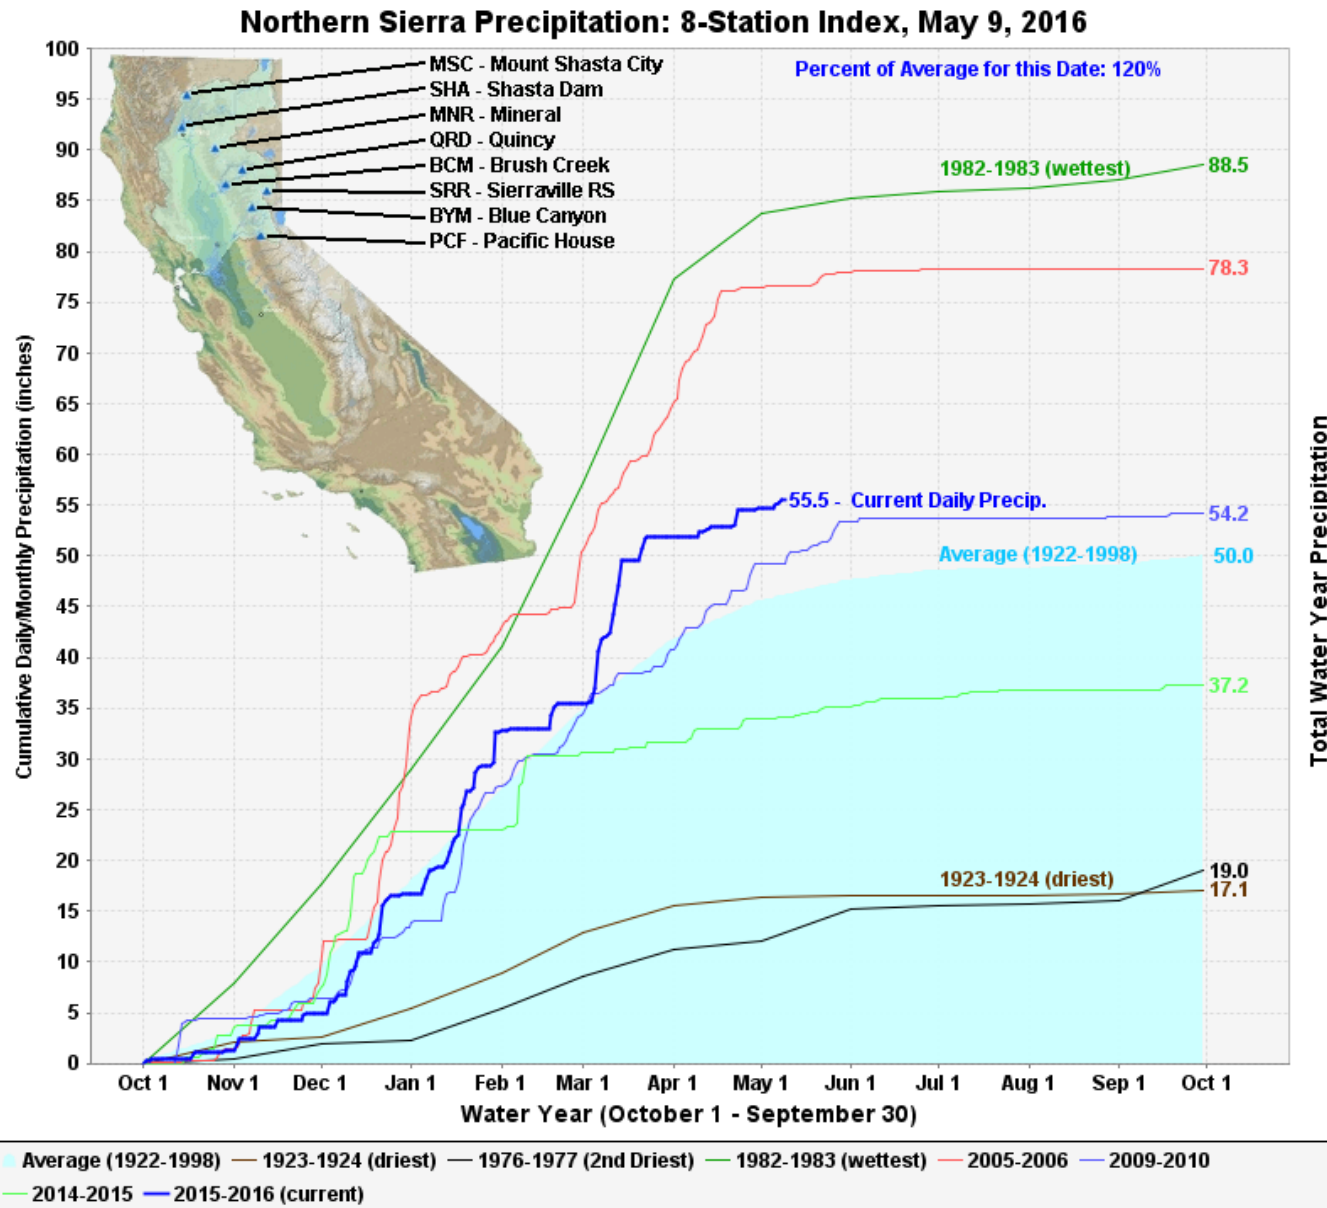 Northern Sierra Precipitation: 8-Station Index, May 9, 2016
Percent of Average for this Date: 120%
MSC - Mount Shasta City
SHA - Shasta Dam
MNR - Mineral
QRD - Quincy
BCM - Brush Creek
SRR - Sierraville RS
BYM - Blue Canyon
PCF - Pacific House
Cumulative Daily/Monthly Precipitation (inches)
100
95
90
85
80
75
70
65
60
55
50
45
40
35
30
25
20
15
10
5
0
1982-1983 (wettest)
88.5
78.3
55.5 - Current Daily Precip.
54.2
Average (1922-1998)
50.0
37.2
1923-1924 (driest)
19.0
17.1
Total Water Year Precipitation
Oct 1 Nov 1 Dec 1 Jan 1 Feb 1 Mar 1 Apr 1 May 1 Jun 1 Jul 1 Aug 1 Sep 1 Oct 1
Water Year (October 1 - September 30)
Average (1922-1998) 1923-1924 (driest) 1976-1977 (2nd Driest) 1982-1983 (wettest) 2005-2006 2009-2010
2014-2015 2015-2016 (current)